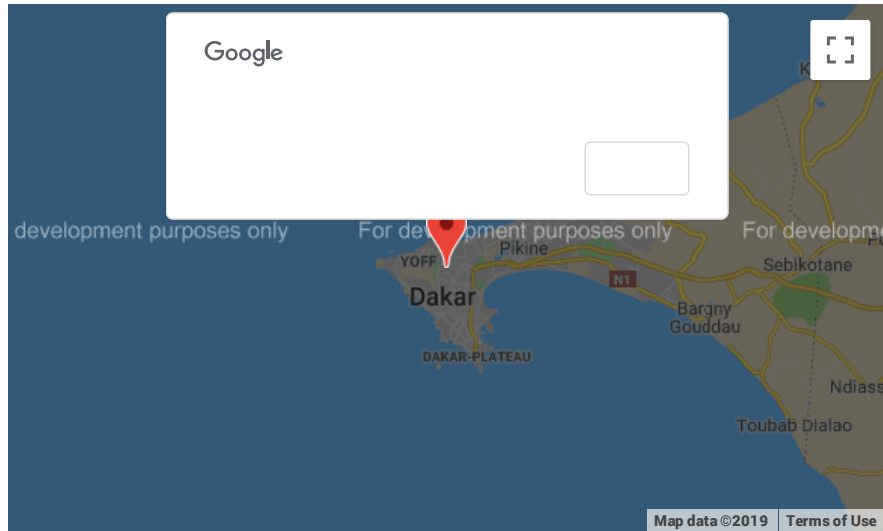 Google
K
development purposes only
For development purposes only
For developme
YOFF
Pikine
Sebikotane
Dakar
N1
Bargny
Gouddau
DAKAR-PLATEAU
Ndiass
Toubab Dialao
Map data ©2019
Terms of Use